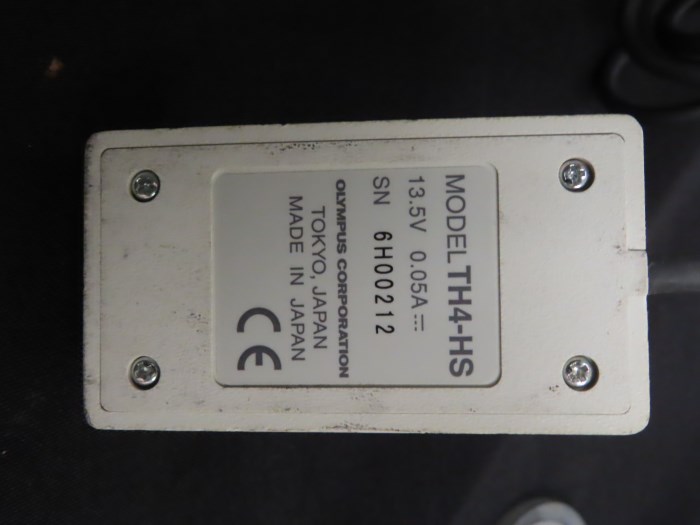 MODEL TH4-HS
13.5V 0.05A ⎓
SN 6H00212
OLYMPUS CORPORATION
TOKYO, JAPAN
MADE IN JAPAN
CE